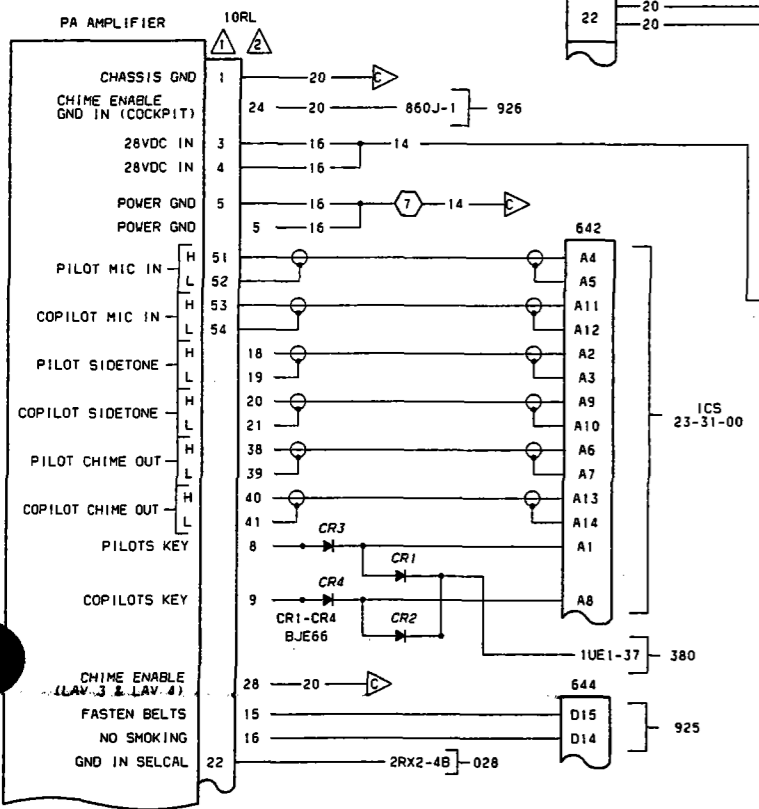 PA AMPLIFIER 10RL
1 2
22 20
20
CHASSIS GND 1 20 C
CHIME ENABLE
GND IN (COCKPIT) 24 20 860J-1 926
28VDC IN 3 16 14
28VDC IN 4 16
POWER GND 5 16 7 14 C
POWER GND 5 16
642
PILOT MIC IN H 51 A4
L 52 A5
COPILOT MIC IN H 53 A11
L 54 A12
PILOT SIDETONE H 18 A2
L 19 A3
COPILOT SIDETONE H 20 A9
L 21 A10
ICS
23-31-00
PILOT CHIME OUT H 38 A6
L 39 A7
COPILOT CHIME OUT H 40 A13
L 41 A14
CR3
PILOTS KEY 8 A1
CR1
CR4
COPILOTS KEY 9 A8
CR1-CR4 CR2
BJE66
1UE1-37 380
CHIME ENABLE
(LAV 3 & LAV 4) 28 20 C
644
FASTEN BELTS 15 D15
NO SMOKING 16 D14
925
GND IN SELCAL 22 2RX2-4B 028